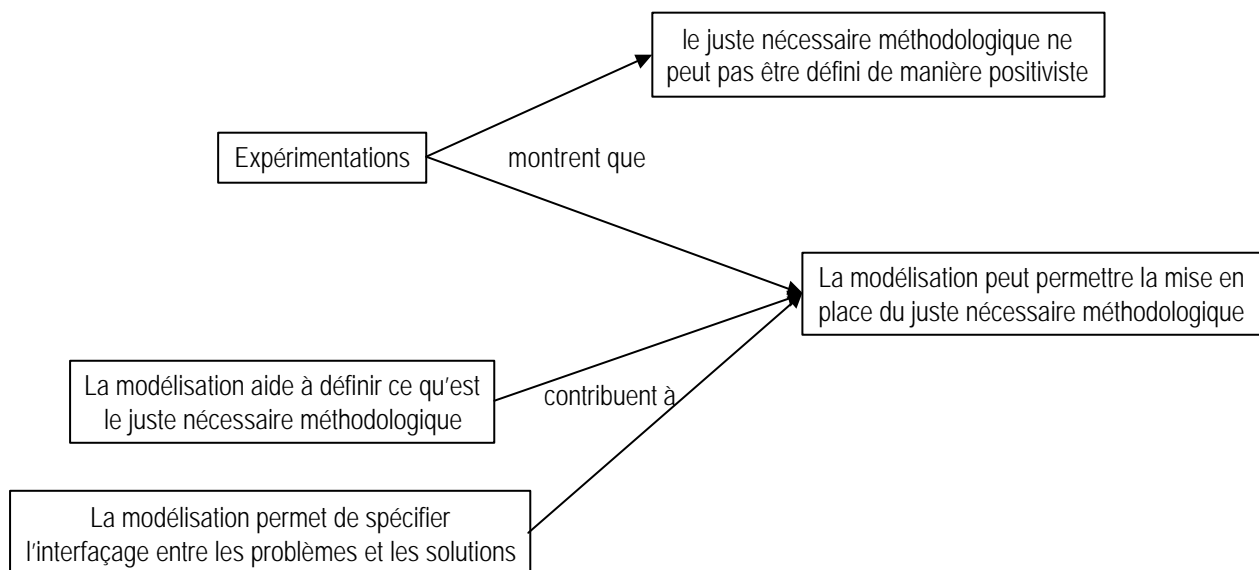 le juste nécessaire méthodologique ne
peut pas être défini de manière positiviste
Expérimentations
montrent que
La modélisation peut permettre la mise en
place du juste nécessaire méthodologique
La modélisation aide à définir ce qu'est
le juste nécessaire méthodologique
contribuent à
La modélisation permet de spécifier
l'interfaçage entre les problèmes et les solutions